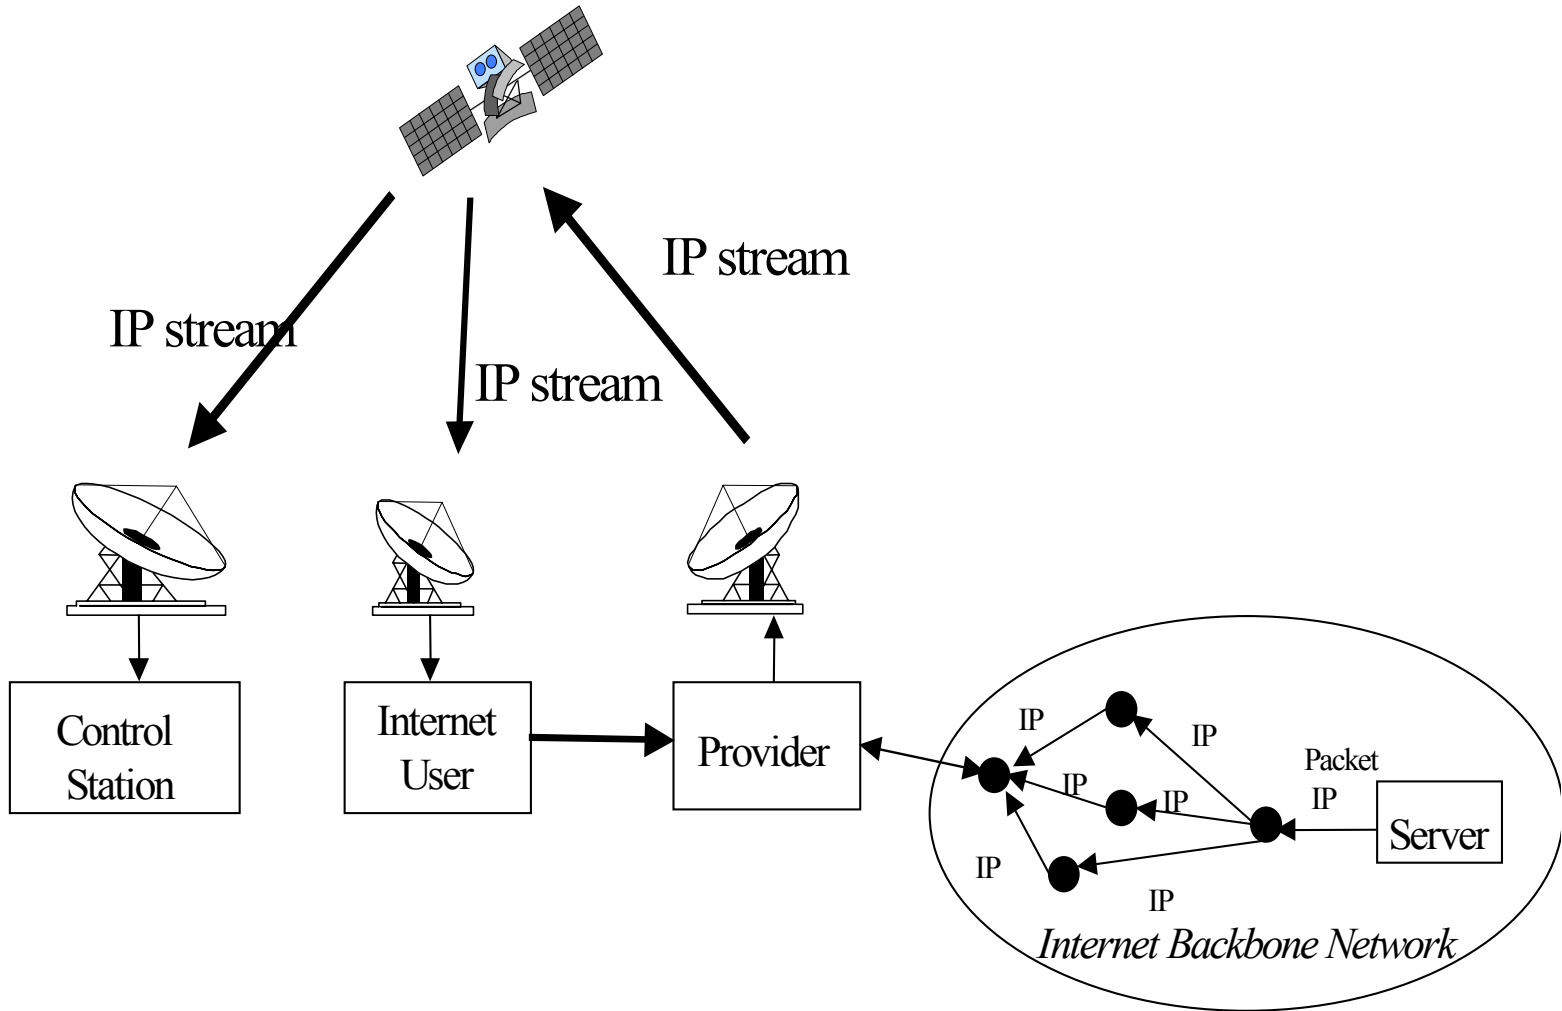 IP stream
IP stream
IP stream
Control
Station
Internet
User
Provider
IP
IP
Packet
IP
IP
IP
Server
IP
IP
Internet Backbone Network